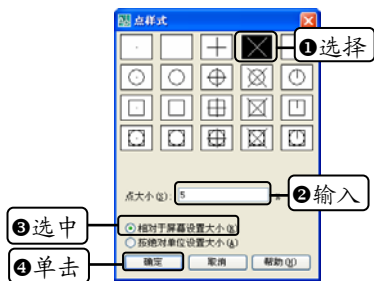 点样式
❶选择
点大小(S): 5 %
❷输入
❸选中
相对于屏幕设置大小(R)
按绝对单位设置大小(A)
❹单击
确定 取消 帮助(H)